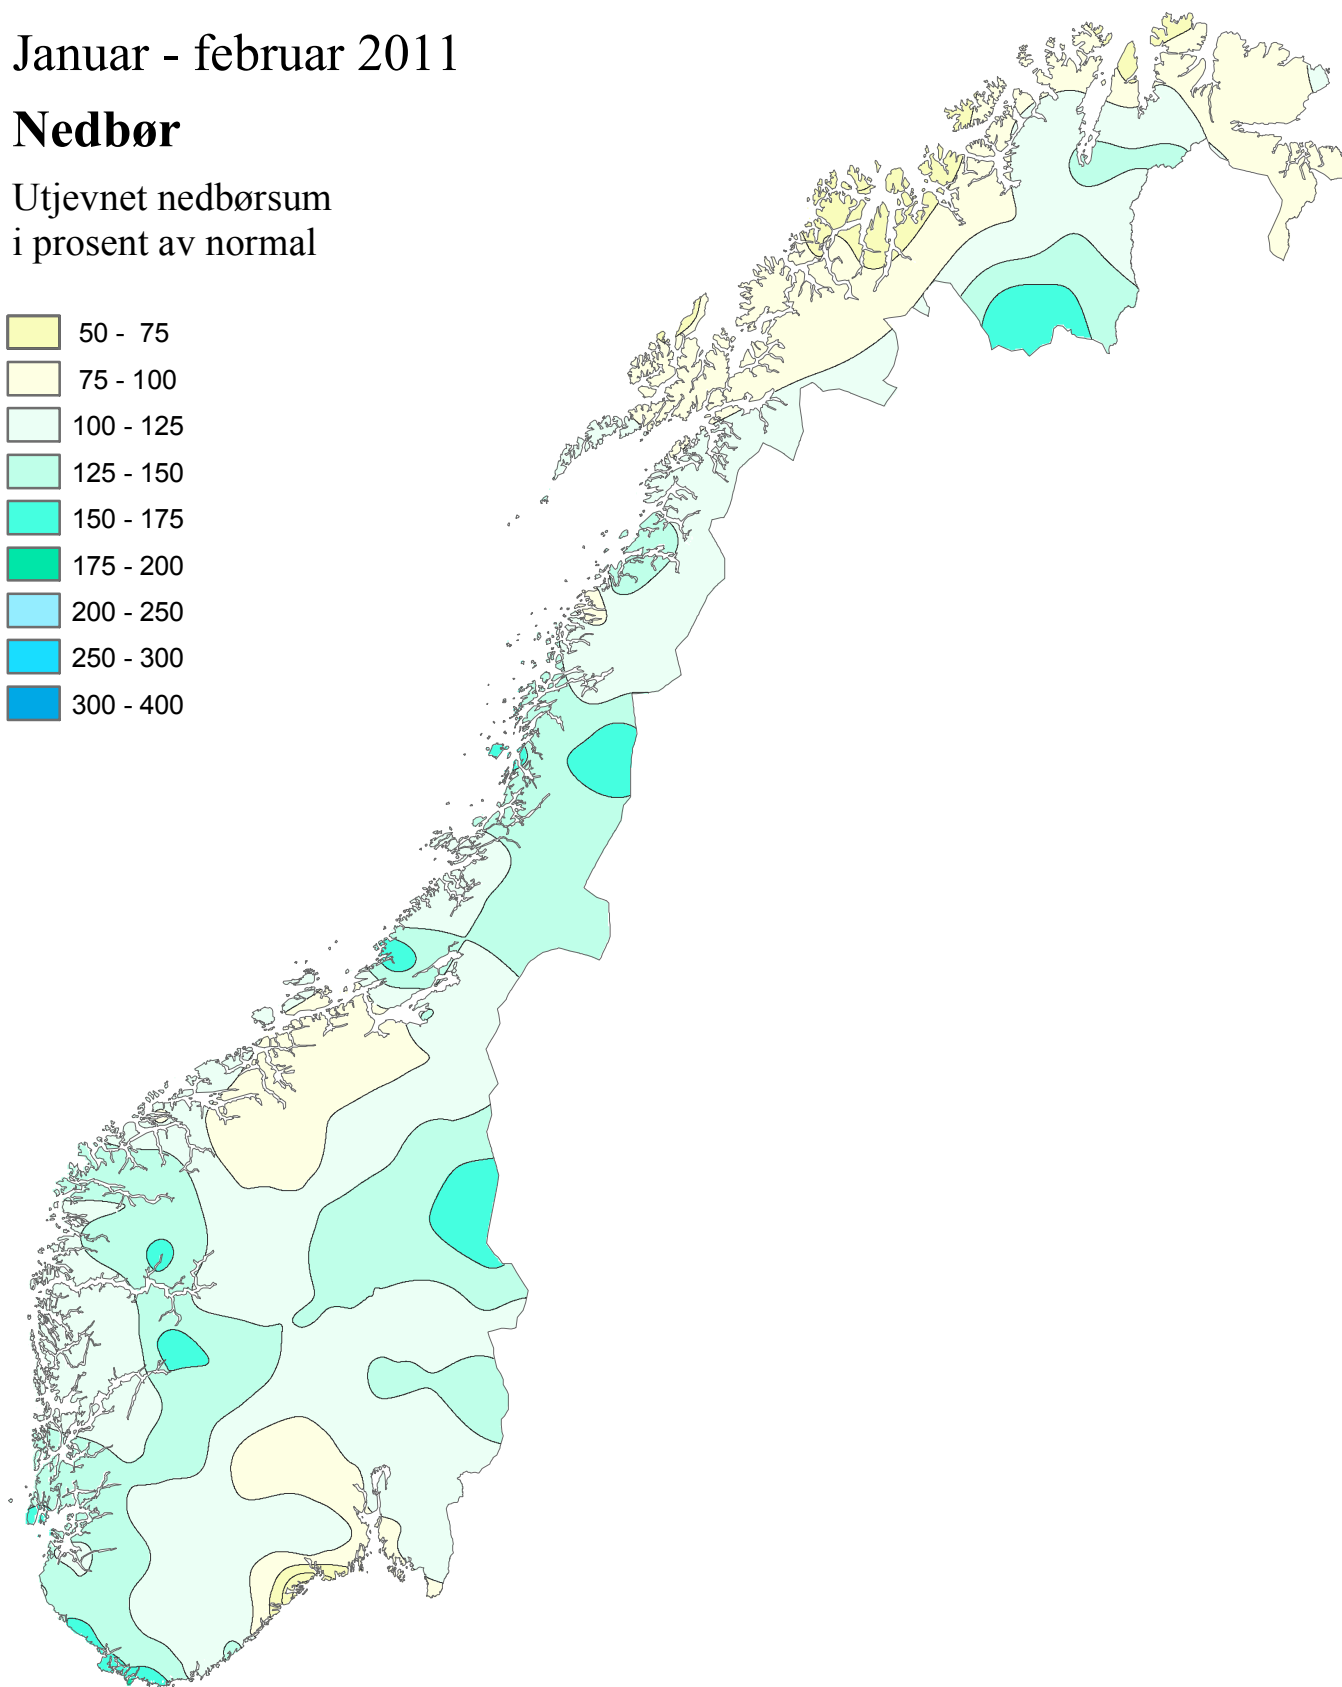 Januar - februar 2011
Nedbør
Utjevnet nedbørsum
i prosent av normal
50 - 75
75 - 100
100 - 125
125 - 150
150 - 175
175 - 200
200 - 250
250 - 300
300 - 400